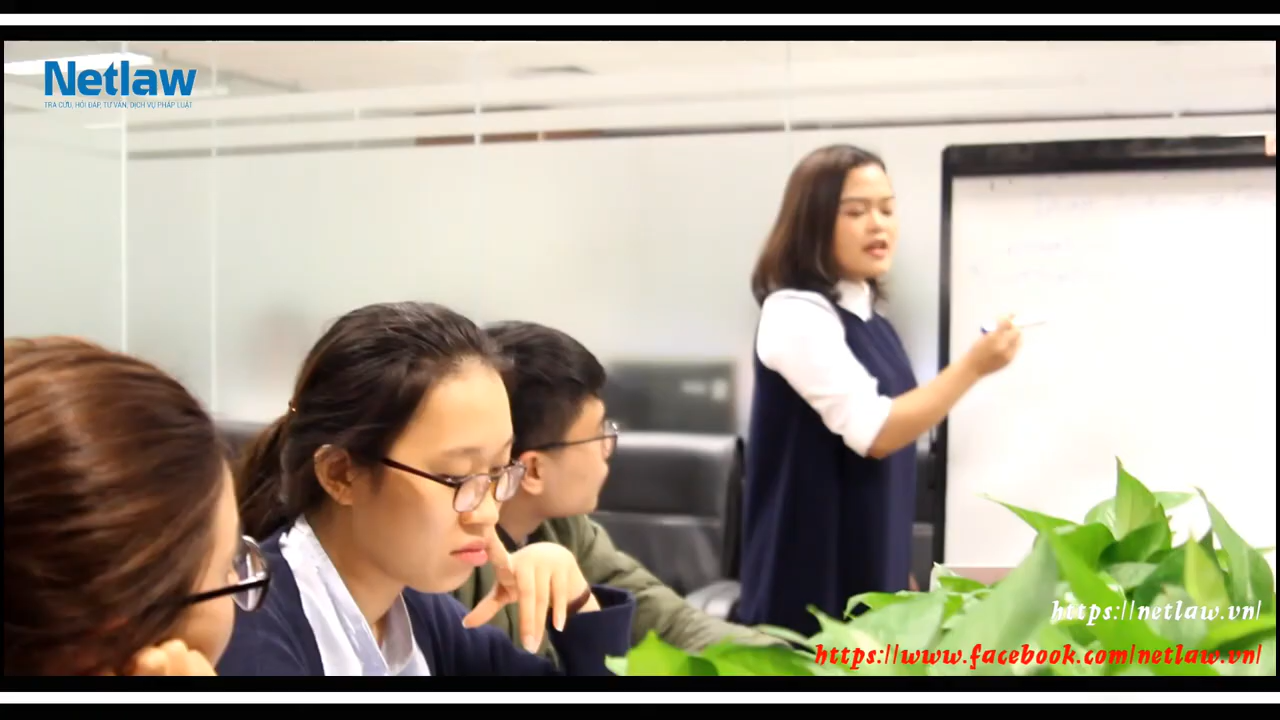 Netlaw
TRA CỨU, HỎI ĐÁP, TƯ VẤN, DỊCH VỤ PHÁP LUẬT
https://netlaw.vn/
https://www.facebook.com/netlaw.vn/